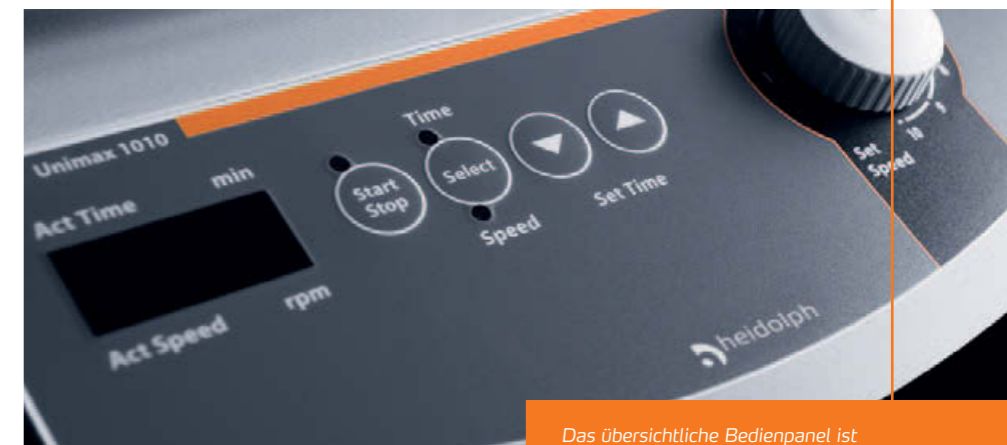 Unimax 1010
Act Time
min
Act Speed
rpm
Start
Stop
Time
Select
Speed
Set Time
Set
Speed
10
9
heidolph
Das übersichtliche Bedienpanel ist